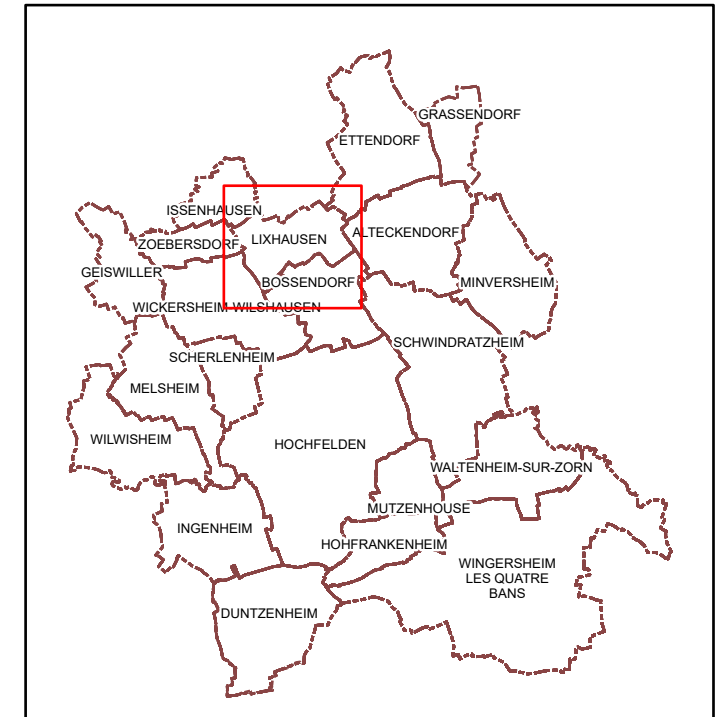 GRASSENDORF
ETTENDORF
ISSENHAUSEN
ALTECKENDORF
LIXHAUSEN
ZOEBERSDORF
GEISWILLER
BOSSENDORF
MINVERSHEIM
WICKERSHEIM-WILSHAUSEN
SCHWINDRATZHEIM
SCHERLENHEIM
MELSHEIM
WILWISHEIM
HOCHFELDEN
WALTENHEIM-SUR-ZORN
MUTZENHOUSE
INGENHEIM
HOHFRANKENHEIM
WINGERSHEIM
LES QUATRE
BANS
DUNTZENHEIM